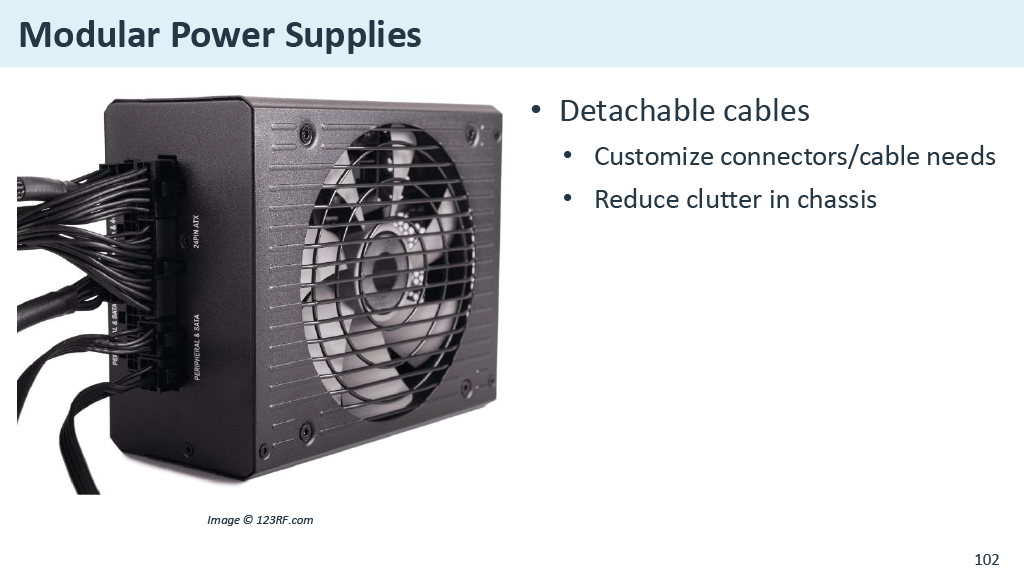 Modular Power Supplies
• Detachable cables
• Customize connectors/cable needs
• Reduce clutter in chassis
24PIN ATX
PERIPHERAL & SATA
Image © 123RF.com
102